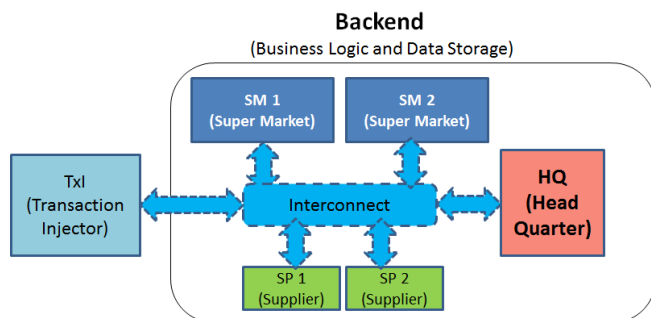 Backend
(Business Logic and Data Storage)
SM 1
(Super Market)
SM 2
(Super Market)
TxI
(Transaction
Injector)
Interconnect
HQ
(Head
Quarter)
SP 1
(Supplier)
SP 2
(Supplier)